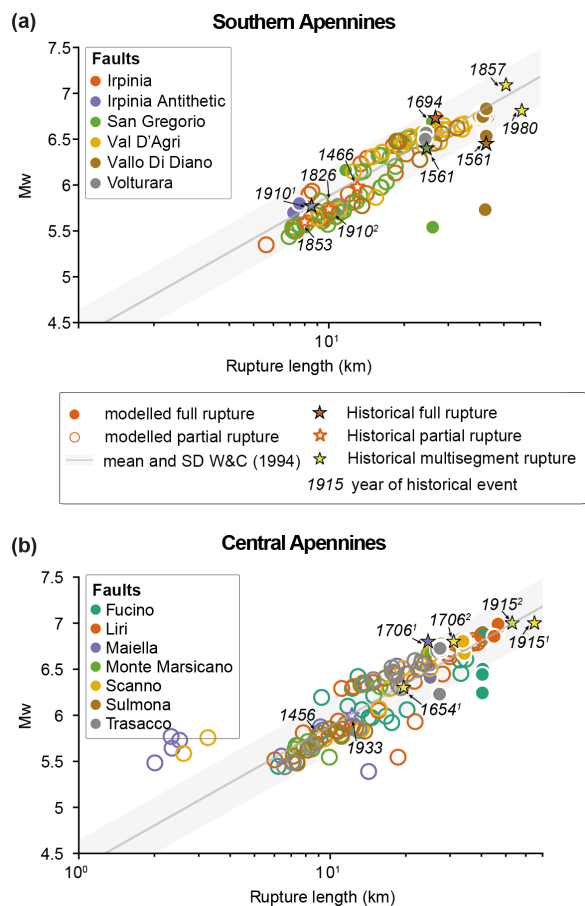 (a) Southern Apennines
7.5
7
6.5
6
5.5
5
4.5
Mw
Faults
Irpinia
Irpinia Antithetic
San Gregorio
Val D'Agri
Vallo Di Diano
Volturara
1857
1694
1980
1466
1561
1826
1561
1910¹
1910²
1853
10¹
Rupture length (km)
modelled full rupture
modelled partial rupture
mean and SD W&C (1994)
Historical full rupture
Historical partial rupture
Historical multisegment rupture
1915 year of historical event
(b) Central Apennines
7.5
7
6.5
6
5.5
5
4.5
Mw
Faults
Fucino
Liri
Maiella
Monte Marsicano
Scanno
Sulmona
Trasacco
1915²
1706²
1706¹
1915¹
1654¹
1456
1933
10⁰
10¹
Rupture length (km)